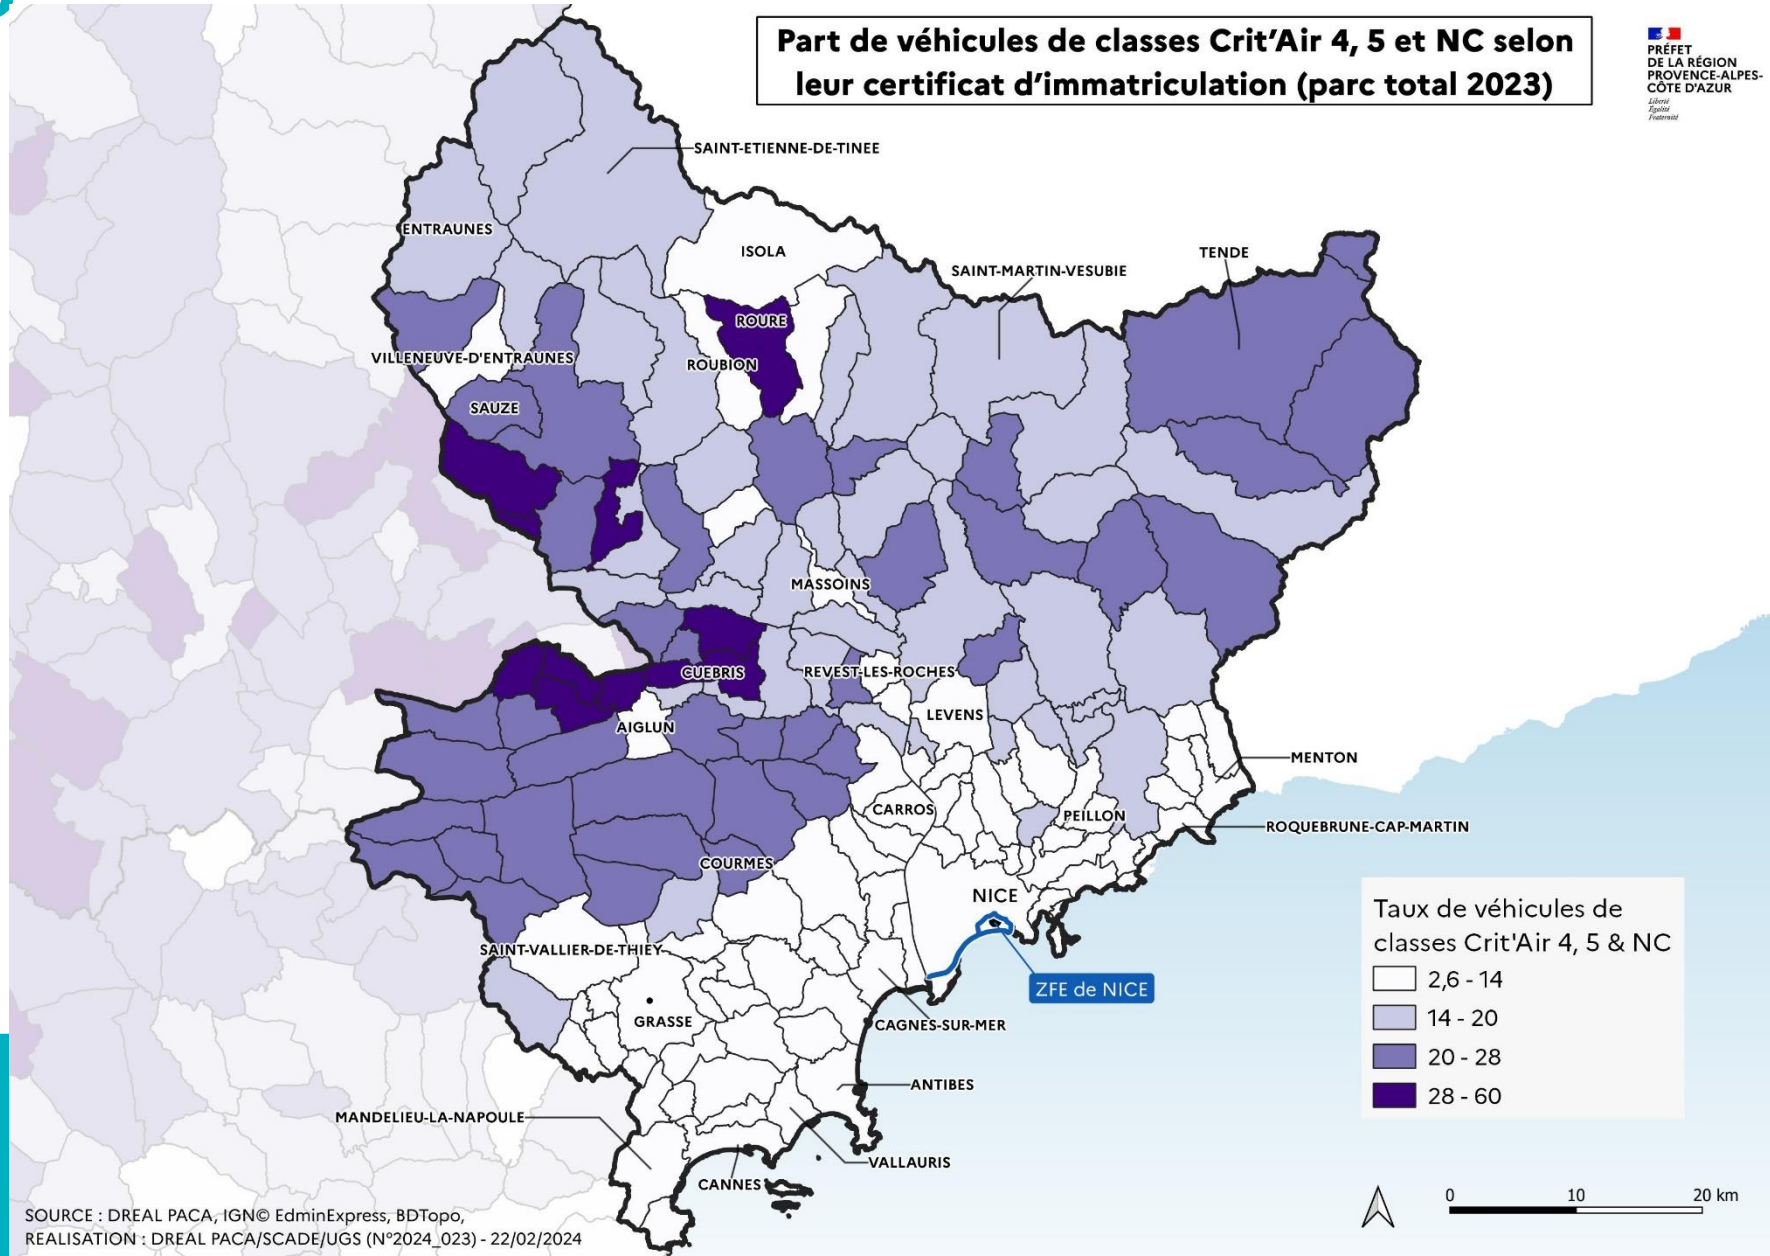 Part de véhicules de classes Crit'Air 4, 5 et NC selon
leur certificat d'immatriculation (parc total 2023)
PRÉFET
DE LA RÉGION
PROVENCE-ALPES-
CÔTE D'AZUR
Liberté
Égalité
Fraternité
SAINT-ETIENNE-DE-TINEE
ENTRAUNES
ISOLA
TENDE
SAINT-MARTIN-VESUBIE
ROURE
VILLENEUVE-D'ENTRAUNES
ROUBION
SAUZE
MASSOINS
CUEBRIS
REVEST-LES-ROCHES
AIGLUN
LEVENS
MENTON
CARROS
PEILLON
ROQUEBRUNE-CAP-MARTIN
COURMES
NICE
SAINT-VALLIER-DE-THIEY
ZFE de NICE
GRASSE
CAGNES-SUR-MER
ANTIBES
MANDELIEU-LA-NAPOULE
VALLAURIS
CANNES
Taux de véhicules de
classes Crit'Air 4, 5 & NC
2,6 - 14
14 - 20
20 - 28
28 - 60
0 10 20 km
SOURCE : DREAL PACA, IGN© EdminExpress, BDTopo,
REALISATION : DREAL PACA/SCADE/UGS (N°2024_023) - 22/02/2024